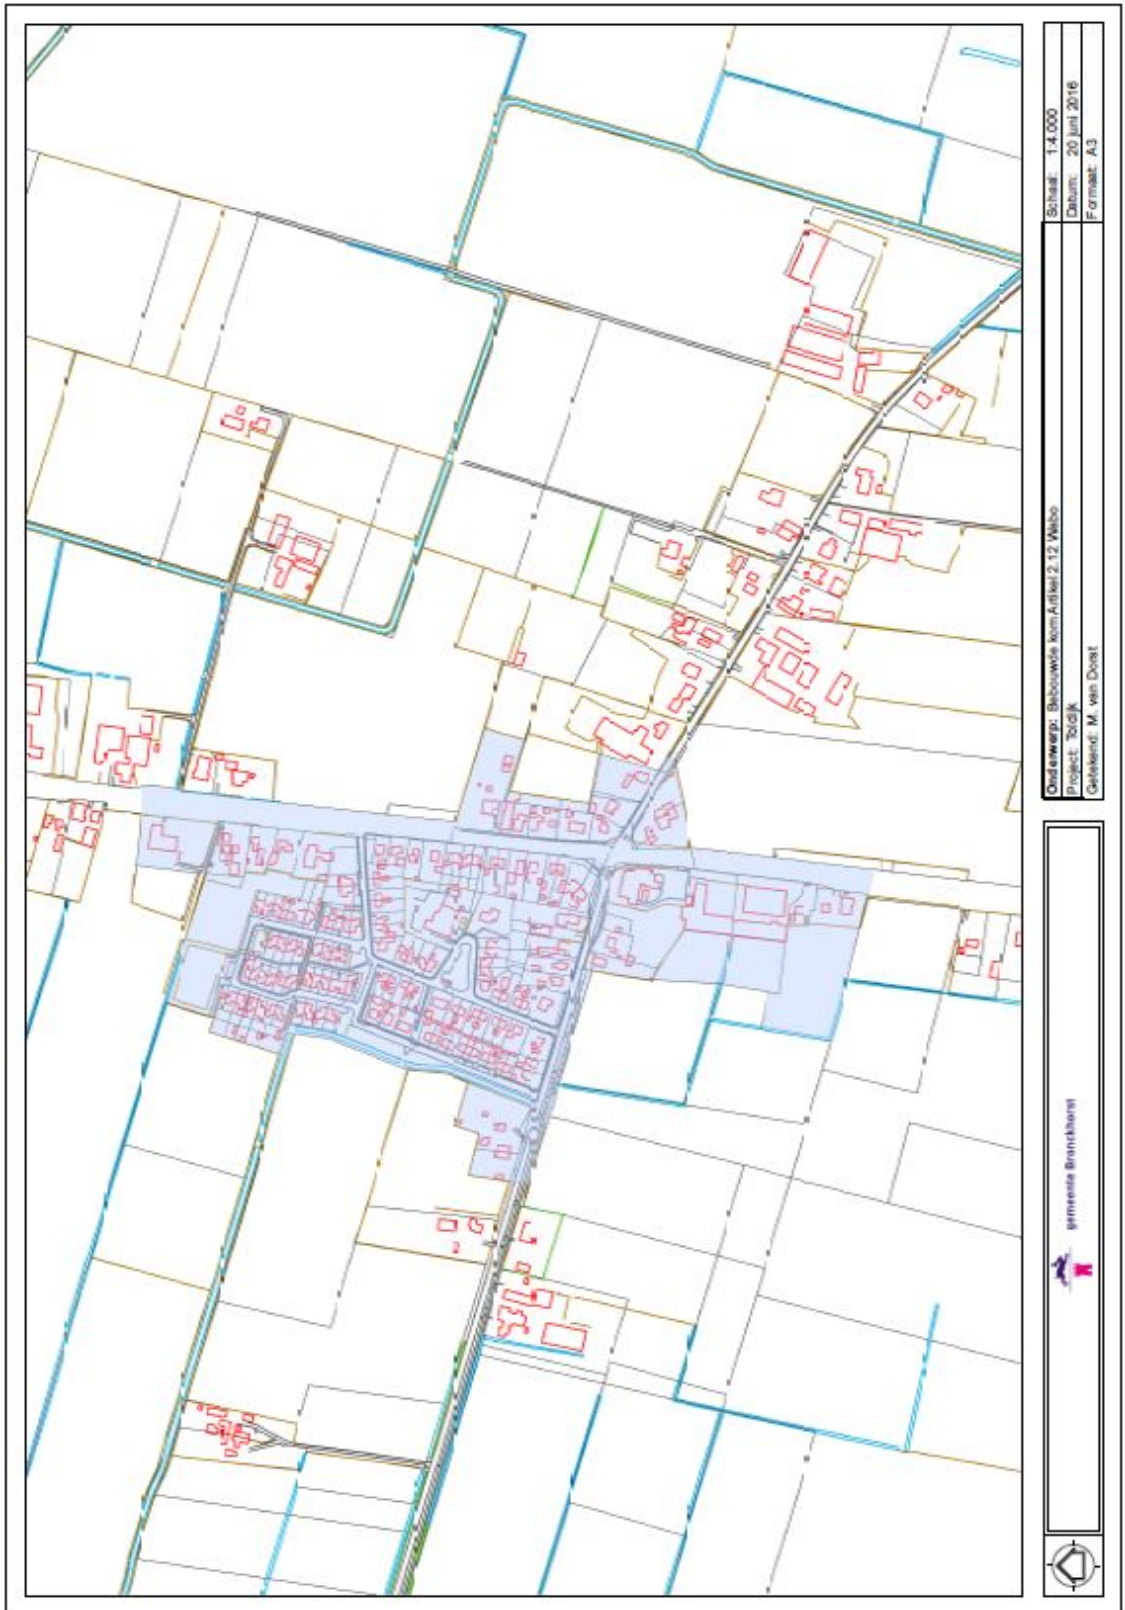 Onderwerp: Bebouwde kom Artikel 2.12 Wabo
Project: Toldijk
Getekend: M. van Dorst
Schaal: 1:4.000
Datum: 20 juni 2016
Formaat: A3
gemeente Bronckhorst